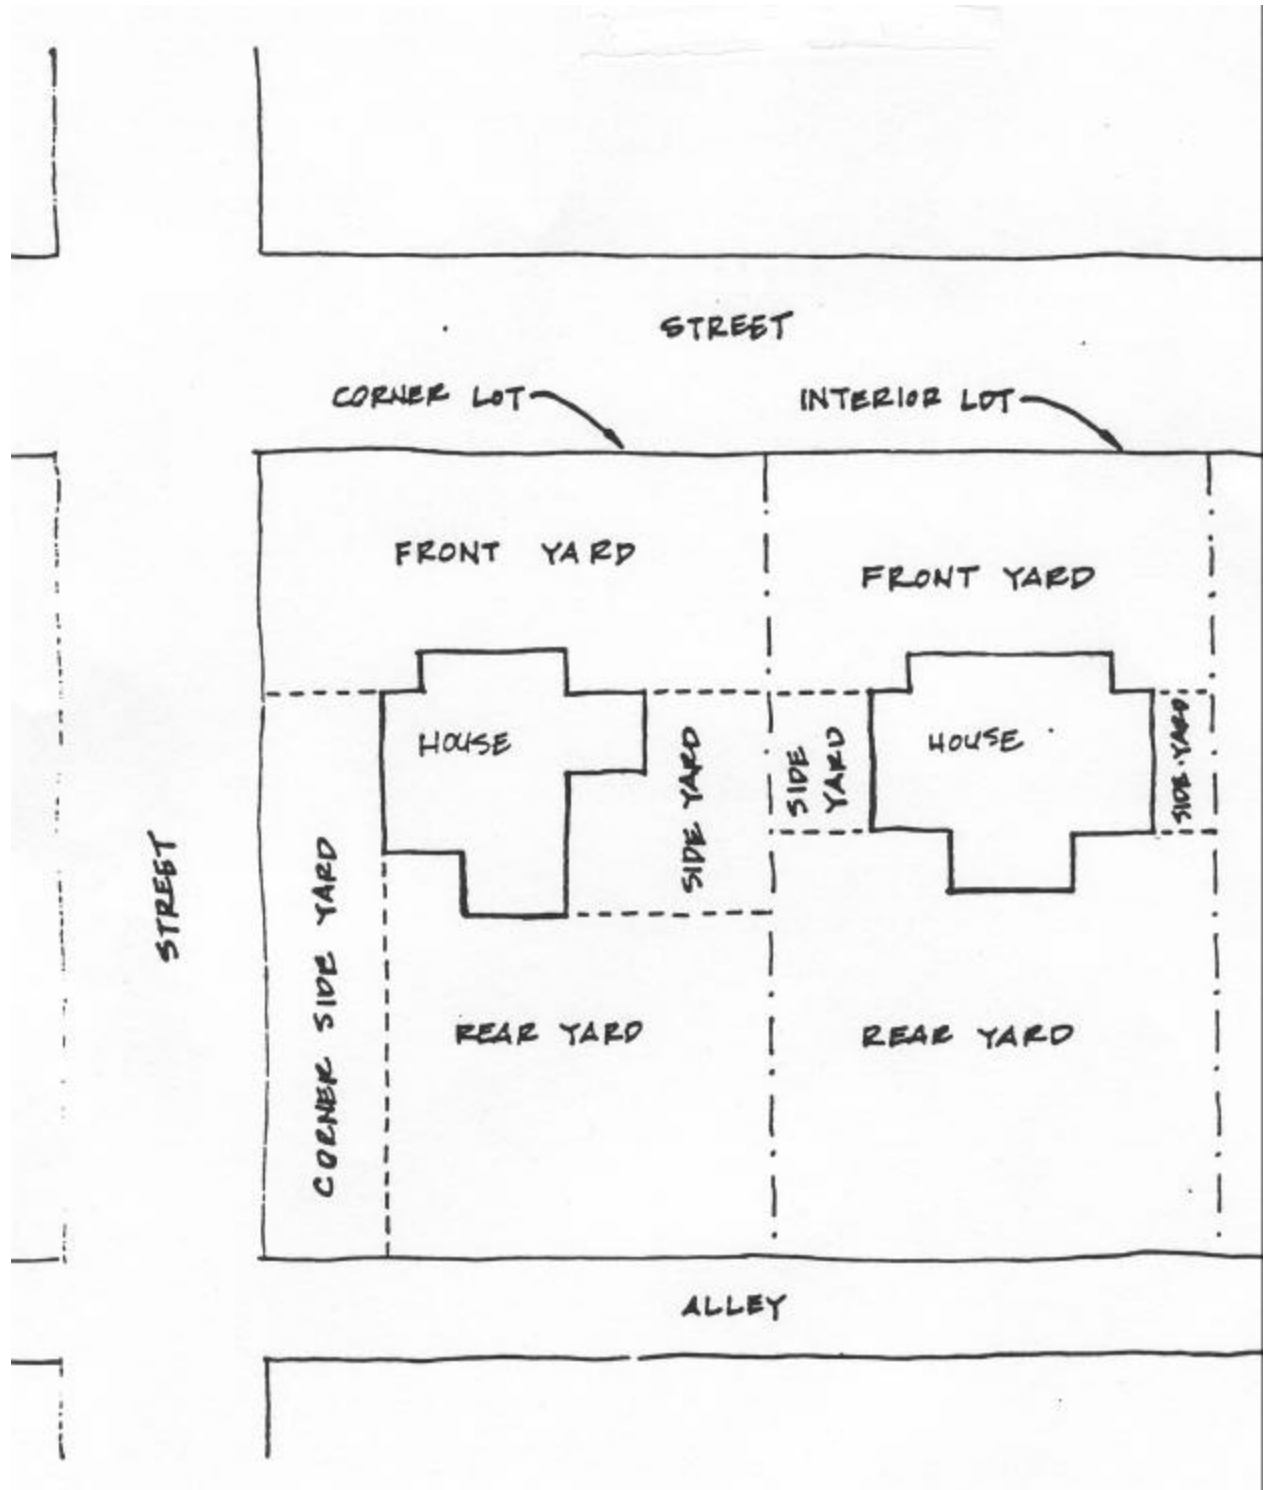 STREET
CORNER LOT
INTERIOR LOT
FRONT YARD
FRONT YARD
HOUSE
HOUSE
SIDE YARD
SIDE
YARD
SIDE YARD
STREET
CORNER SIDE YARD
REAR YARD
REAR YARD
ALLEY